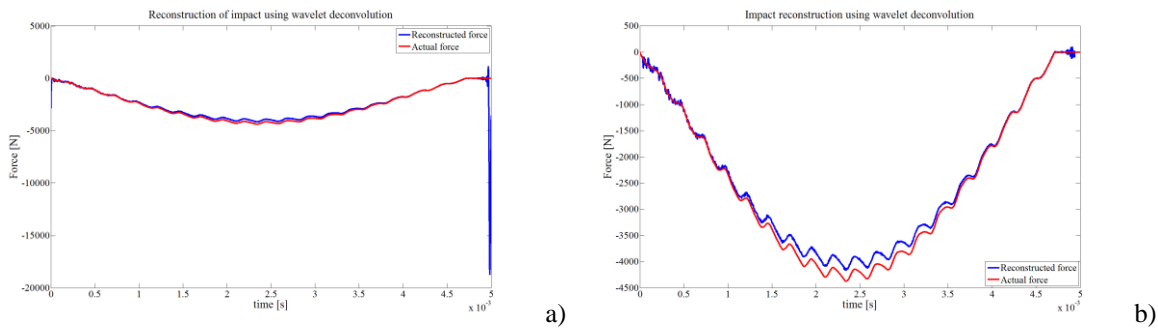 Reconstruction of impact using wavelet deconvolution
5000
0
-5000
-10000
-15000
-20000
Force [N]
Reconstructed force
Actual force
0 0.5 1 1.5 2 2.5 3 3.5 4 4.5 5
time [s]
x 10⁻³
a)
Impact reconstruction using wavelet deconvolution
500
0
-500
-1000
-1500
-2000
-2500
-3000
-3500
-4000
-4500
Force [N]
Reconstructed force
Actual force
0 0.5 1 1.5 2 2.5 3 3.5 4 4.5 5
time [s]
x 10⁻³
b)